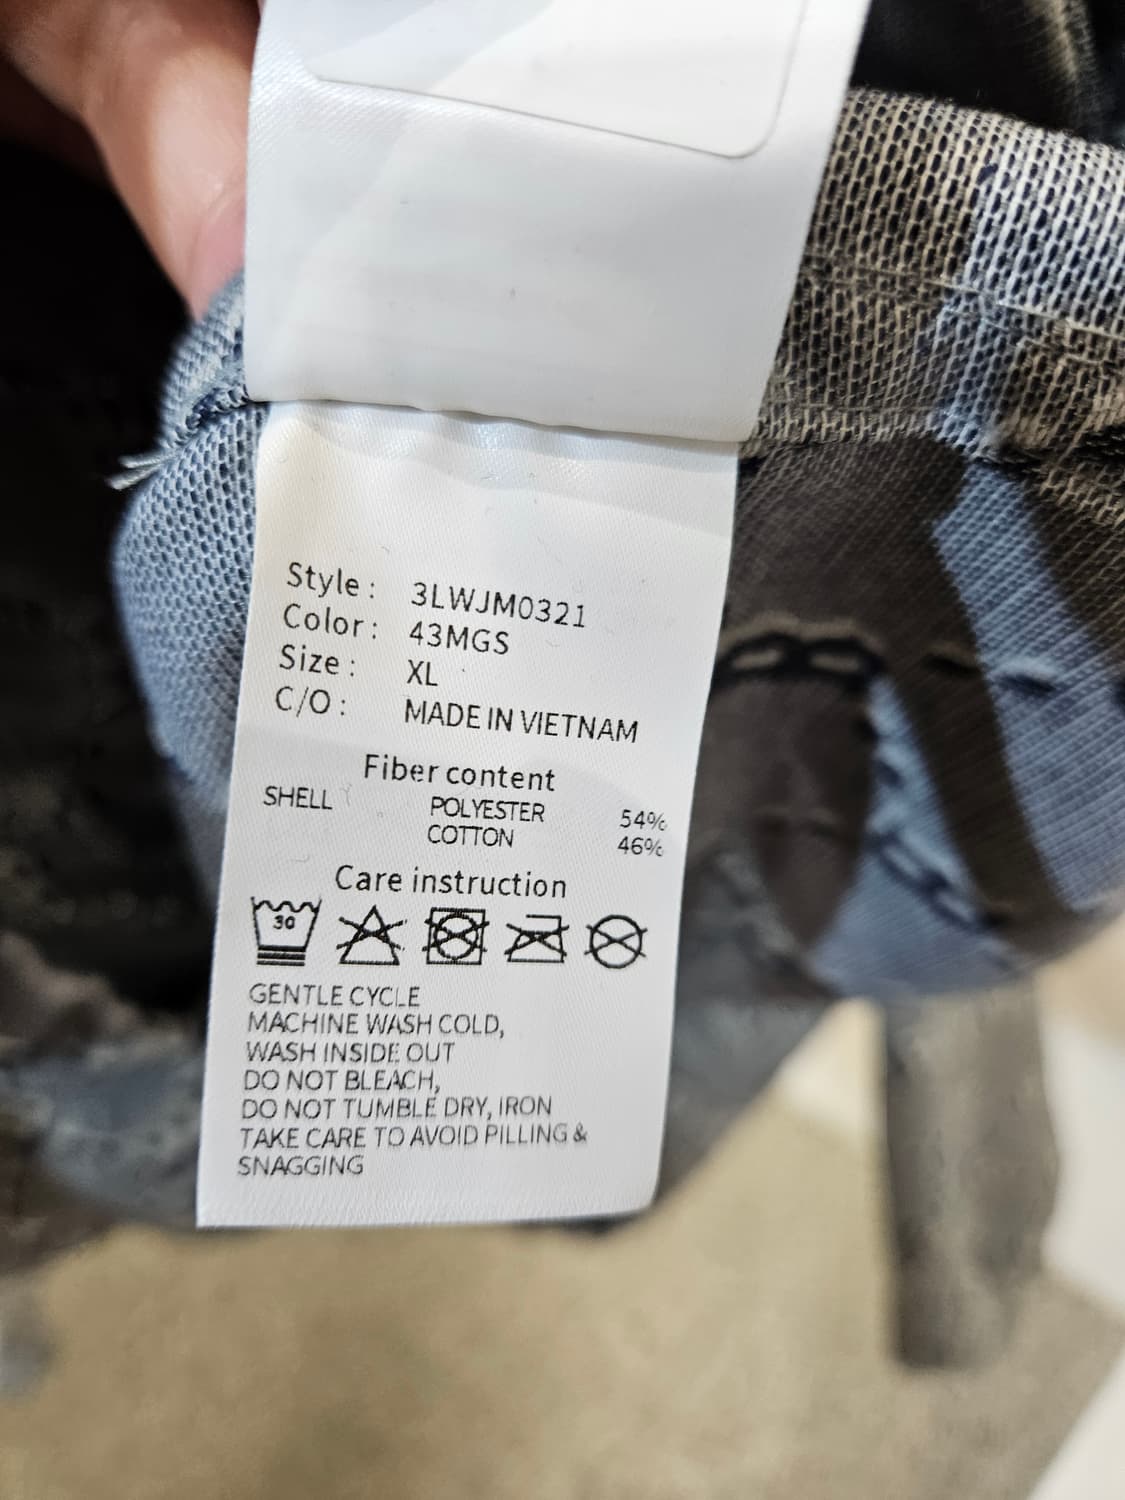 Style : 3LWJM0321
Color : 43MGS
Size : XL
C/O : MADE IN VIETNAM
Fiber content
SHELL POLYESTER 54%
COTTON 46%
Care instruction
30
GENTLE CYCLE
MACHINE WASH COLD,
WASH INSIDE OUT
DO NOT BLEACH,
DO NOT TUMBLE DRY, IRON
TAKE CARE TO AVOID PILLING &
SNAGGING